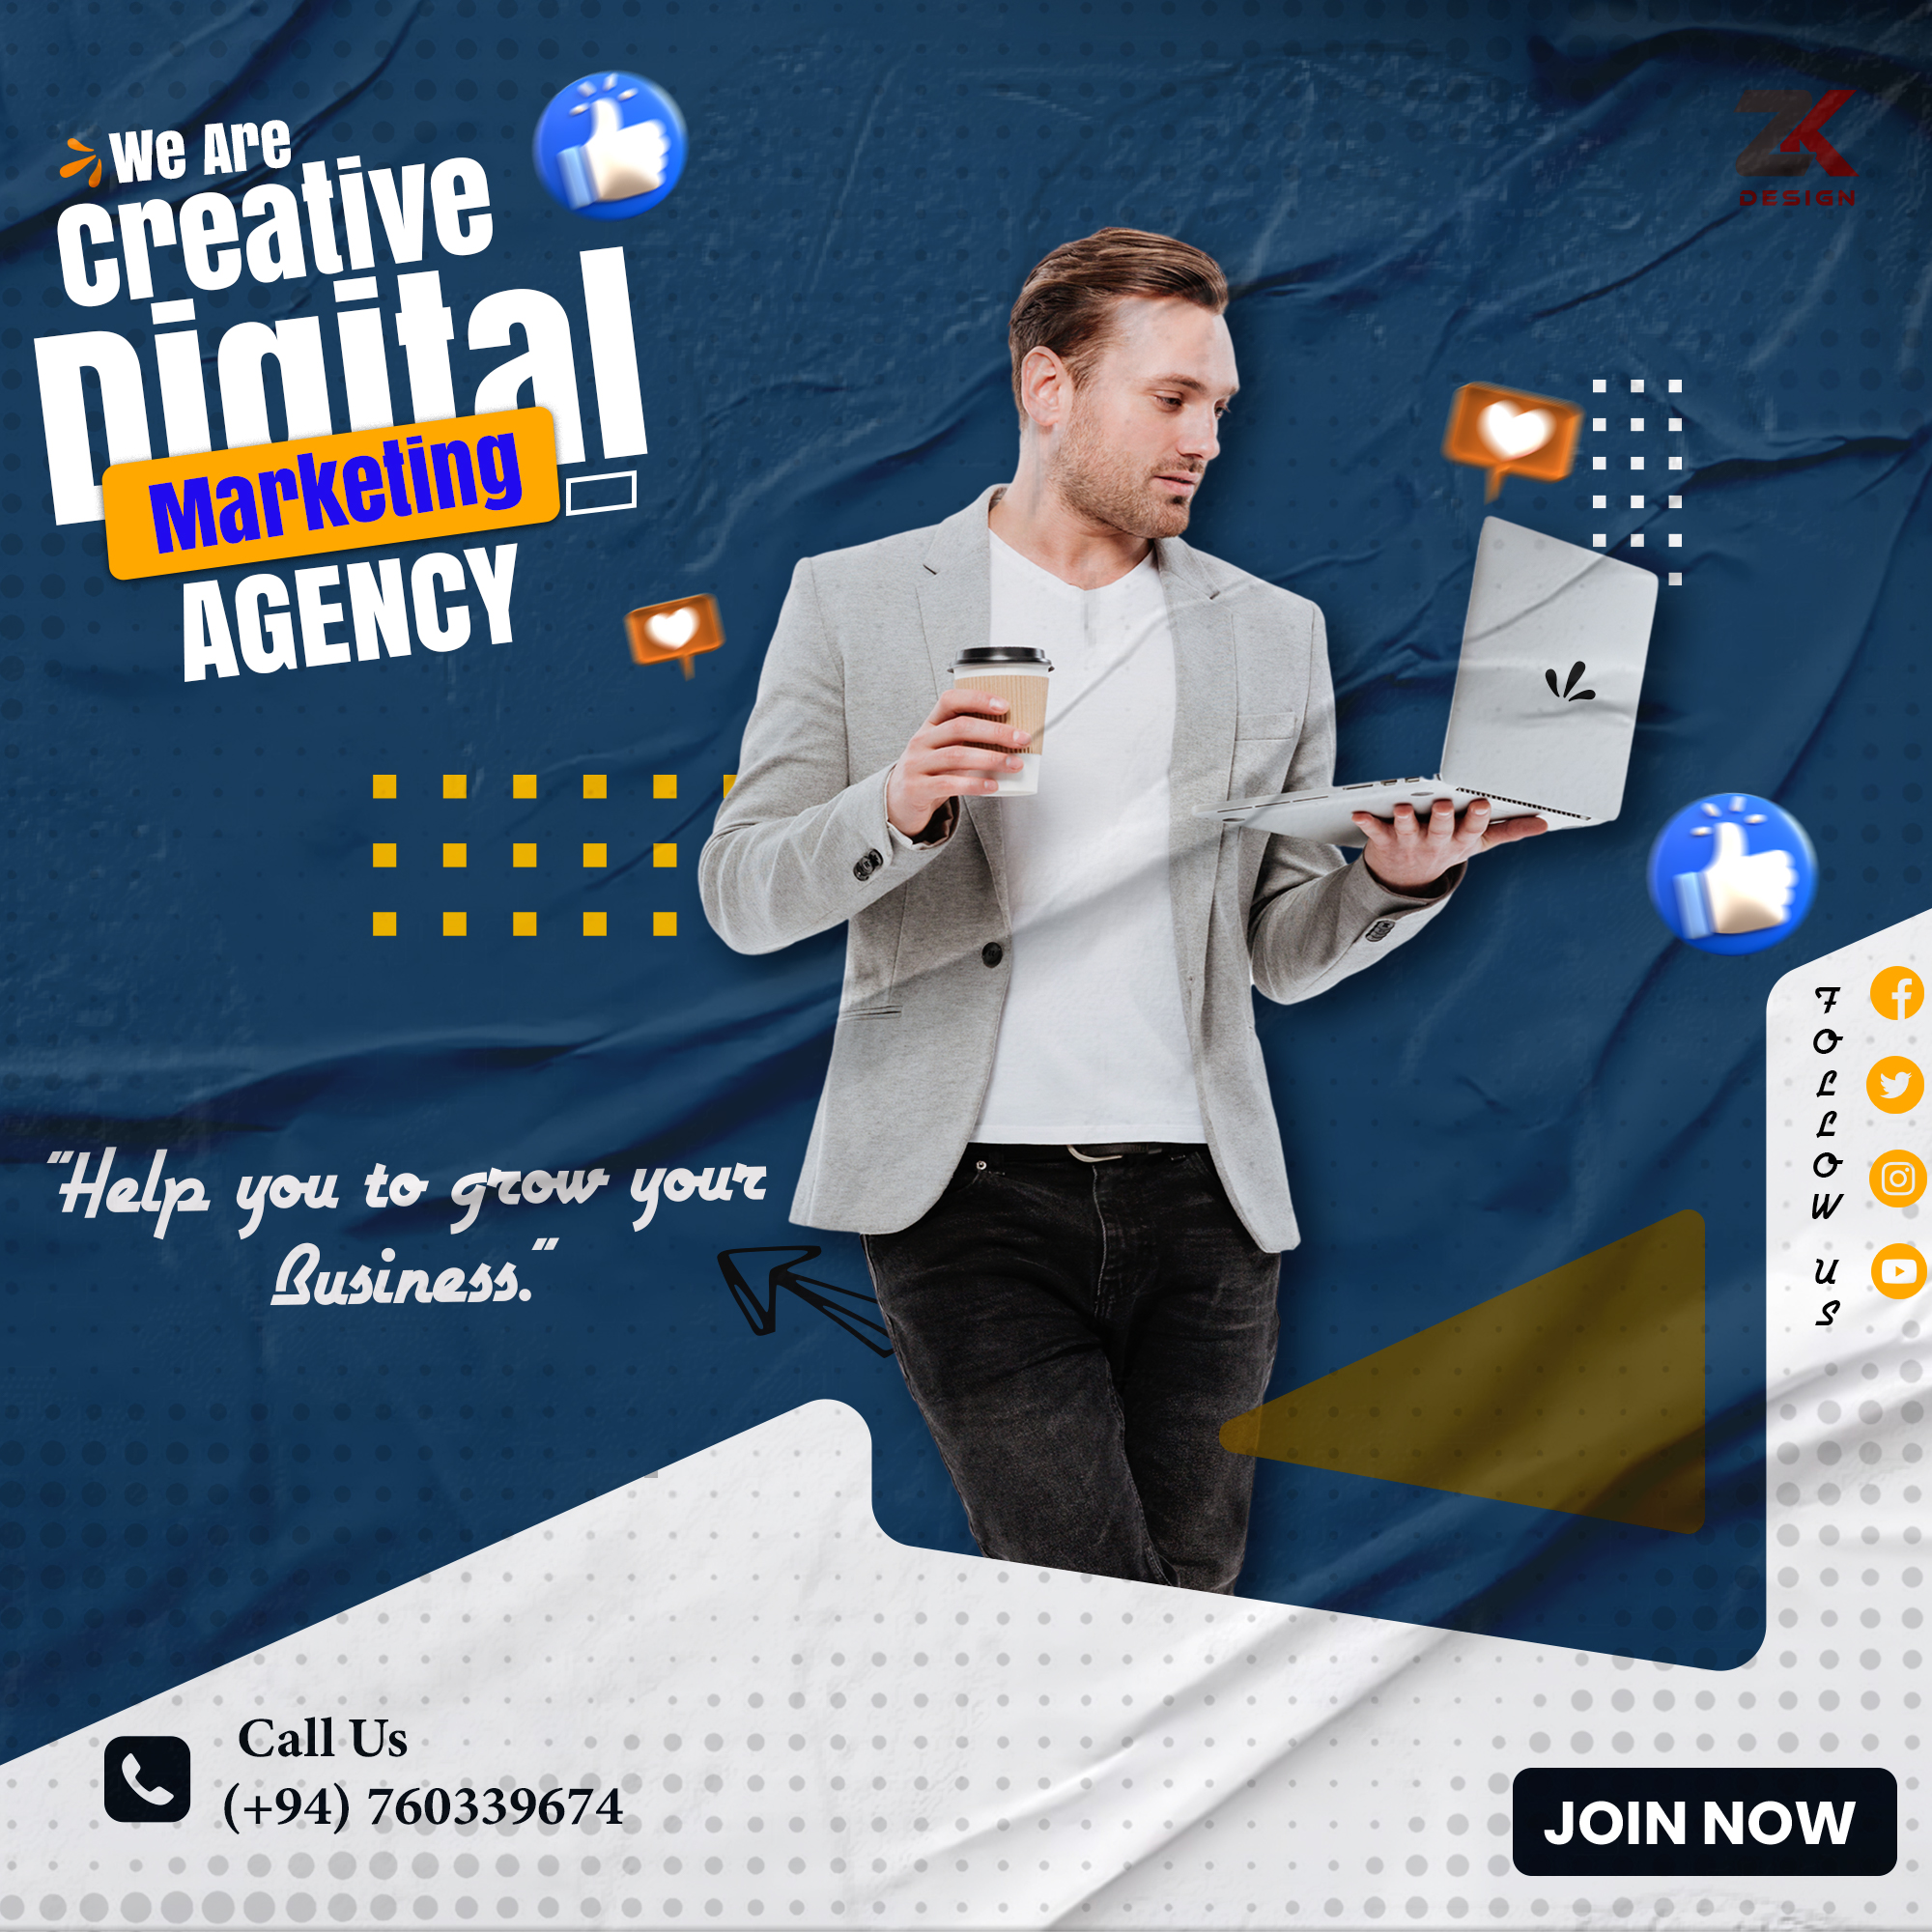 We Are
Creative
Digital
Marketing
AGENCY
ZK
DESIGN
FOLLOW US
"Help you to grow your
Business."
Call Us
(+94) 760339674
JOIN NOW